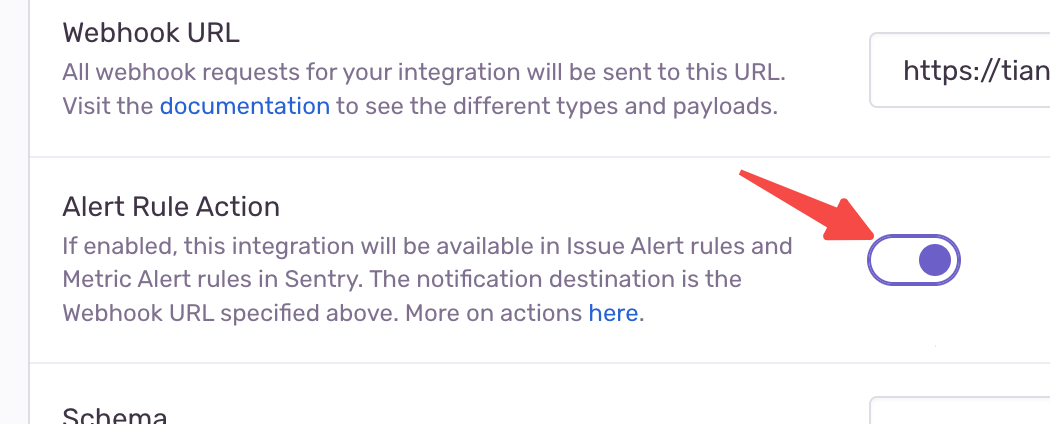 Webhook URL
All webhook requests for your integration will be sent to this URL.
Visit the documentation to see the different types and payloads.
https://tian
Alert Rule Action
If enabled, this integration will be available in Issue Alert rules and
Metric Alert rules in Sentry. The notification destination is the
Webhook URL specified above. More on actions here.
Schema